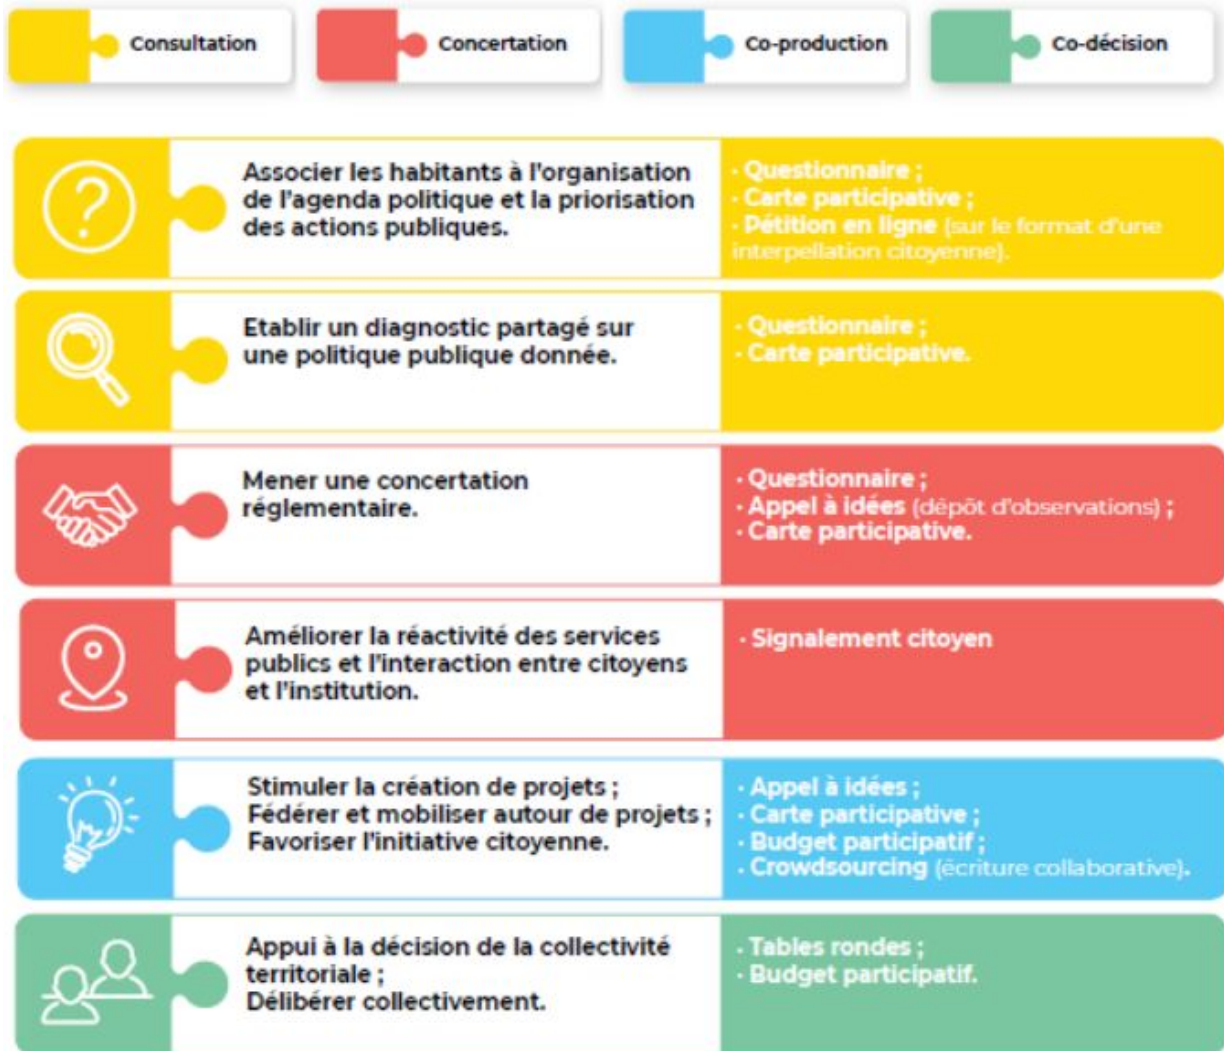 Consultation
Concertation
Co-production
Co-décision
Associer les habitants à l'organisation
de l'agenda politique et la priorisation
des actions publiques.
· Questionnaire ;
· Carte participative ;
· Pétition en ligne (sur le format d'une
interpellation citoyenne).
Etablir un diagnostic partagé sur
une politique publique donnée.
· Questionnaire ;
· Carte participative.
Mener une concertation
réglementaire.
· Questionnaire ;
· Appel à idées (dépôt d'observations) ;
· Carte participative.
Améliorer la réactivité des services
publics et l'interaction entre citoyens
et l'institution.
· Signalement citoyen
Stimuler la création de projets ;
Fédérer et mobiliser autour de projets ;
Favoriser l'initiative citoyenne.
· Appel à idées ;
· Carte participative ;
· Budget participatif ;
· Crowdsourcing (écriture collaborative).
Appui à la décision de la collectivité
territoriale ;
Délibérer collectivement.
· Tables rondes ;
· Budget participatif.